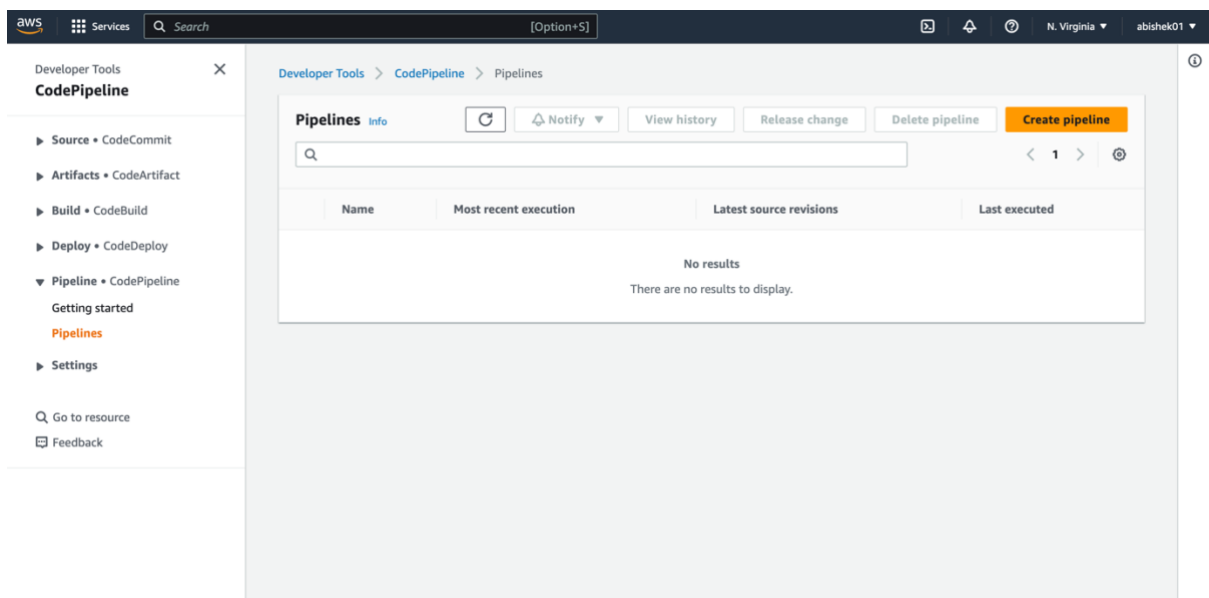 aws Services Search [Option+S] N. Virginia ▼ abishek01 ▼
Developer Tools
CodePipeline
Source • CodeCommit
Artifacts • CodeArtifact
Build • CodeBuild
Deploy • CodeDeploy
Pipeline • CodePipeline
Getting started
Pipelines
Settings
Go to resource
Feedback
Developer Tools > CodePipeline > Pipelines
Pipelines Info Notify ▼ View history Release change Delete pipeline Create pipeline
< 1 >
Name Most recent execution Latest source revisions Last executed
No results
There are no results to display.